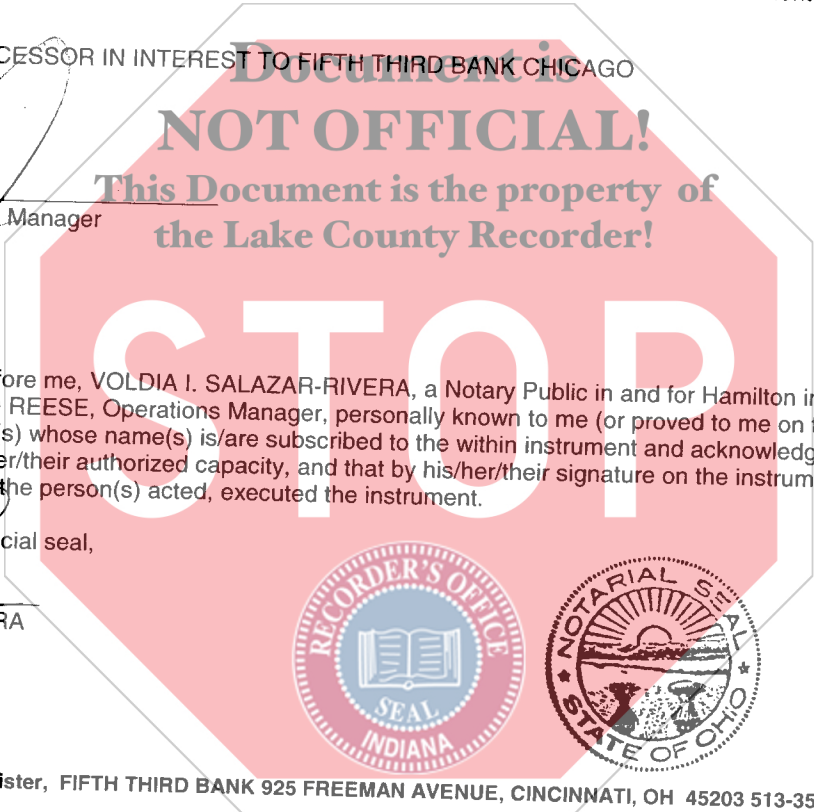 CESSOR IN INTEREST TO FIFTH THIRD BANK CHICAGO
Document is
NOT OFFICIAL!
This Document is the property of
the Lake County Recorder!
Manager
STOP
fore me, VOLDIA I. SALAZAR-RIVERA, a Notary Public in and for Hamilton in
REESE, Operations Manager, personally known to me (or proved to me on
s) whose name(s) is/are subscribed to the within instrument and acknowledg
er/their authorized capacity, and that by his/her/their signature on the instrum
the person(s) acted, executed the instrument.
cial seal,
RA
RECORDER'S OFFICE
SEAL
INDIANA
NOTARIAL SEAL
STATE OF OHIO
ister, FIFTH THIRD BANK 925 FREEMAN AVENUE, CINCINNATI, OH 45203 513-35